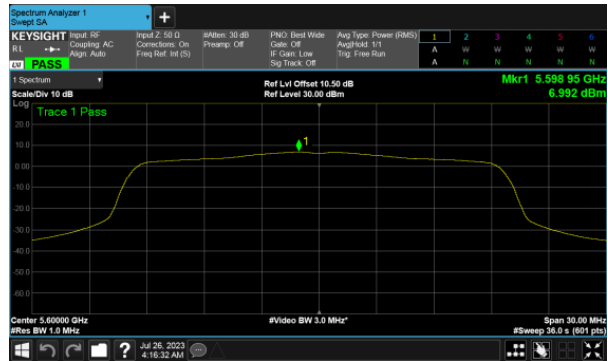 Spectrum Analyzer 1
Swept SA
KEYSIGHT Input: RF Input Z: 50 Ω #Atten: 30 dB PNO: Best Wide Avg Type: Power (RMS) 1 2 3 4 5 6
RL Coupling: AC Corrections: On Preamp: Off Gate: Off Avg|Hold: 1/1 A W W W W W
Align: Auto Freq Ref: Int (S) IF Gain: Low Trig: Free Run
LW PASS Sig Track: Off A N N N N N
1 Spectrum Ref Lvl Offset 10.50 dB Mkr1 5.598 95 GHz
Scale/Div 10 dB Ref Level 30.00 dBm 6.992 dBm
Log
Trace 1 Pass
20.0
10.0
1
0.00
-10.0
-20.0
-30.0
-40.0
-50.0
-60.0
Center 5.60000 GHz #Video BW 3.0 MHz* Span 30.00 MHz
#Res BW 1.0 MHz #Sweep 36.0 s (601 pts)
? Jul 26, 2023
4:16:32 AM